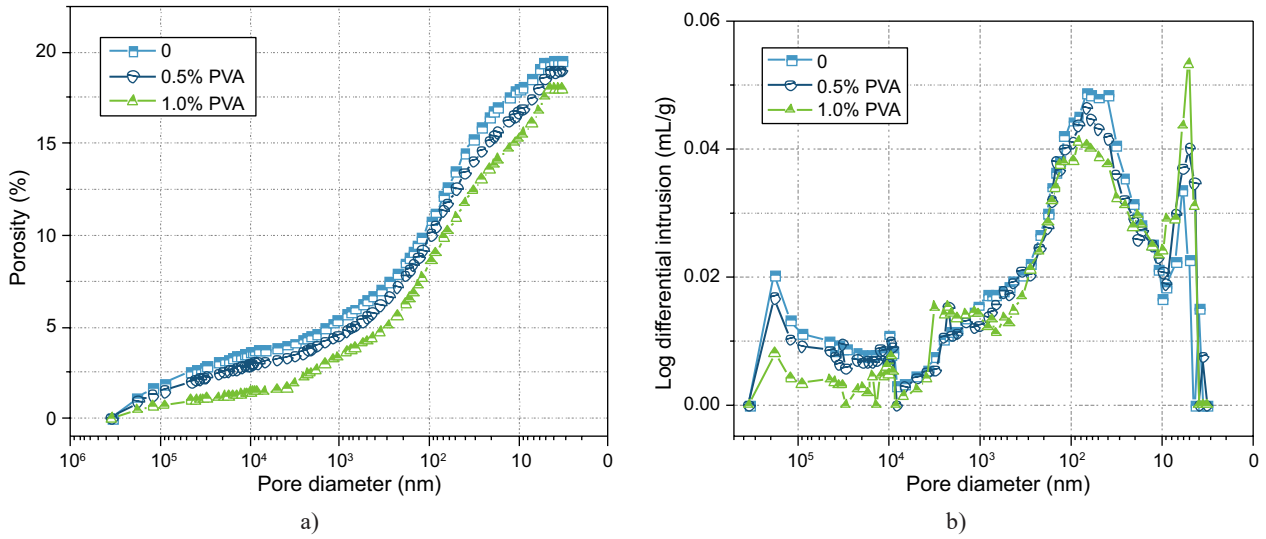 Porosity (%)
20
15
10
5
0
0
0.5% PVA
1.0% PVA
10⁶ 10⁵ 10⁴ 10³ 10² 10 0
Pore diameter (nm)
a)
Log differential intrusion (mL/g)
0.06
0.04
0.02
0.00
0
0.5% PVA
1.0% PVA
10⁵ 10⁴ 10³ 10² 10 0
Pore diameter (nm)
b)